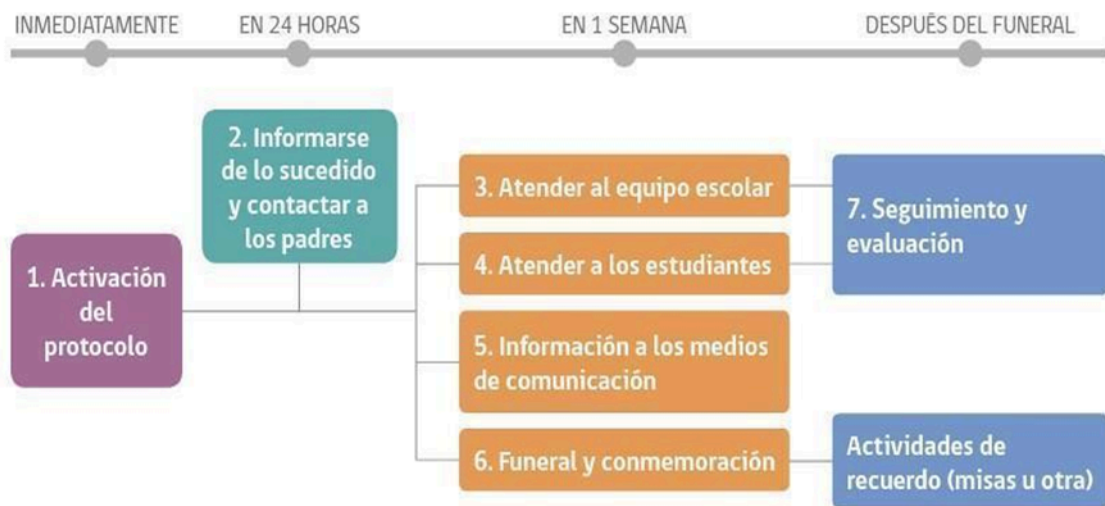 INMEDIATAMENTE
EN 24 HORAS
EN 1 SEMANA
DESPUÉS DEL FUNERAL
1. Activación
del
protocolo
2. Informarse
de lo sucedido
y contactar a
los padres
3. Atender al equipo escolar
4. Atender a los estudiantes
5. Información a los medios
de comunicación
6. Funeral y conmemoración
7. Seguimiento y
evaluación
Actividades de
recuerdo (misas u otra)